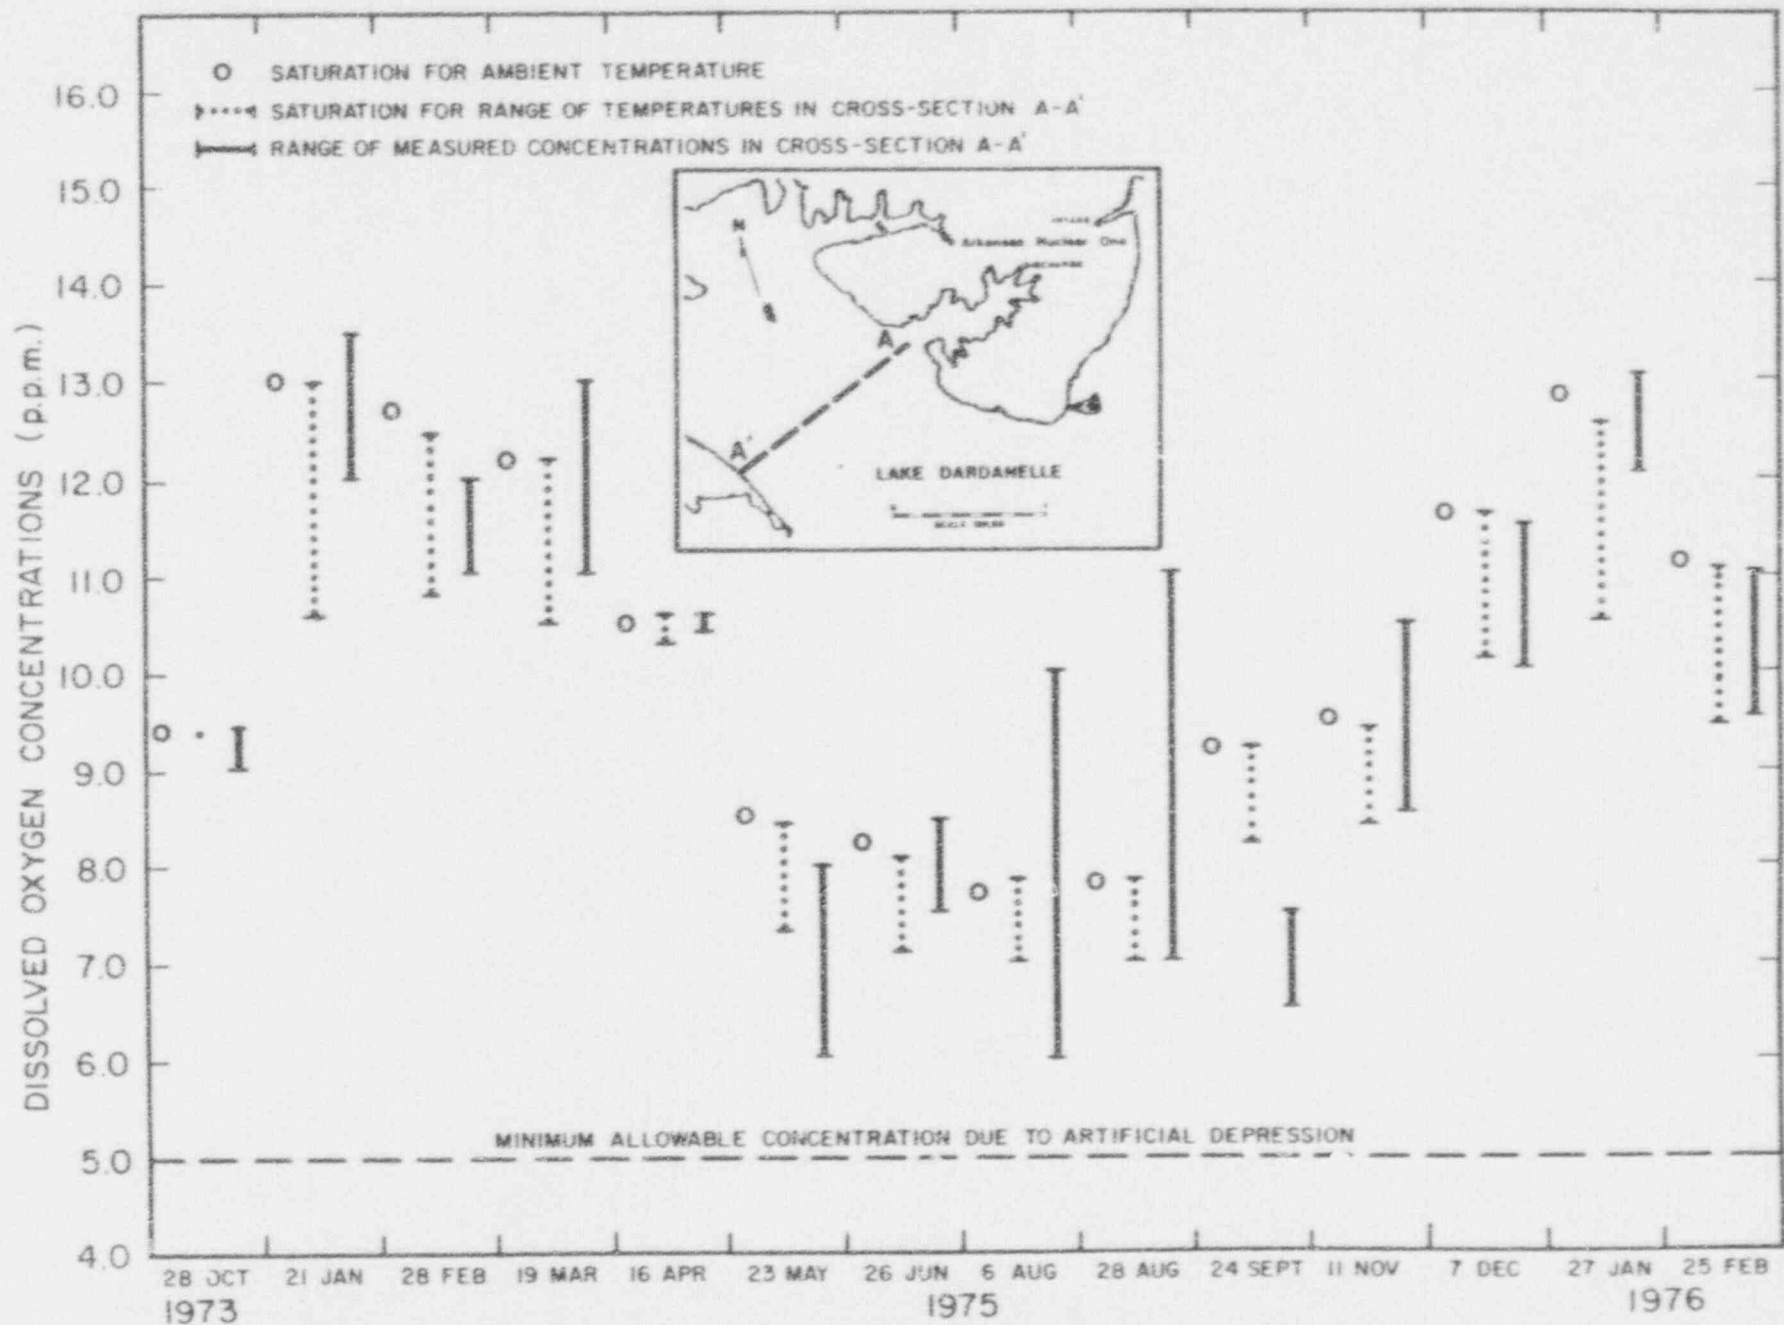 O SATURATION FOR AMBIENT TEMPERATURE
SATURATION FOR RANGE OF TEMPERATURES IN CROSS-SECTION A-A'
RANGE OF MEASURED CONCENTRATIONS IN CROSS-SECTION A-A'
16.0
15.0
14.0
13.0
12.0
11.0
10.0
9.0
8.0
7.0
6.0
5.0
4.0
DISSOLVED OXYGEN CONCENTRATIONS (p.p.m.)
N
Arkansas Nuclear One
A
A'
LAKE DARDANELLE
MINIMUM ALLOWABLE CONCENTRATION DUE TO ARTIFICIAL DEPRESSION
28 OCT 21 JAN 28 FEB 19 MAR 16 APR 23 MAY 26 JUN 6 AUG 28 AUG 24 SEPT 11 NOV 7 DEC 27 JAN 25 FEB
1973 1975 1976